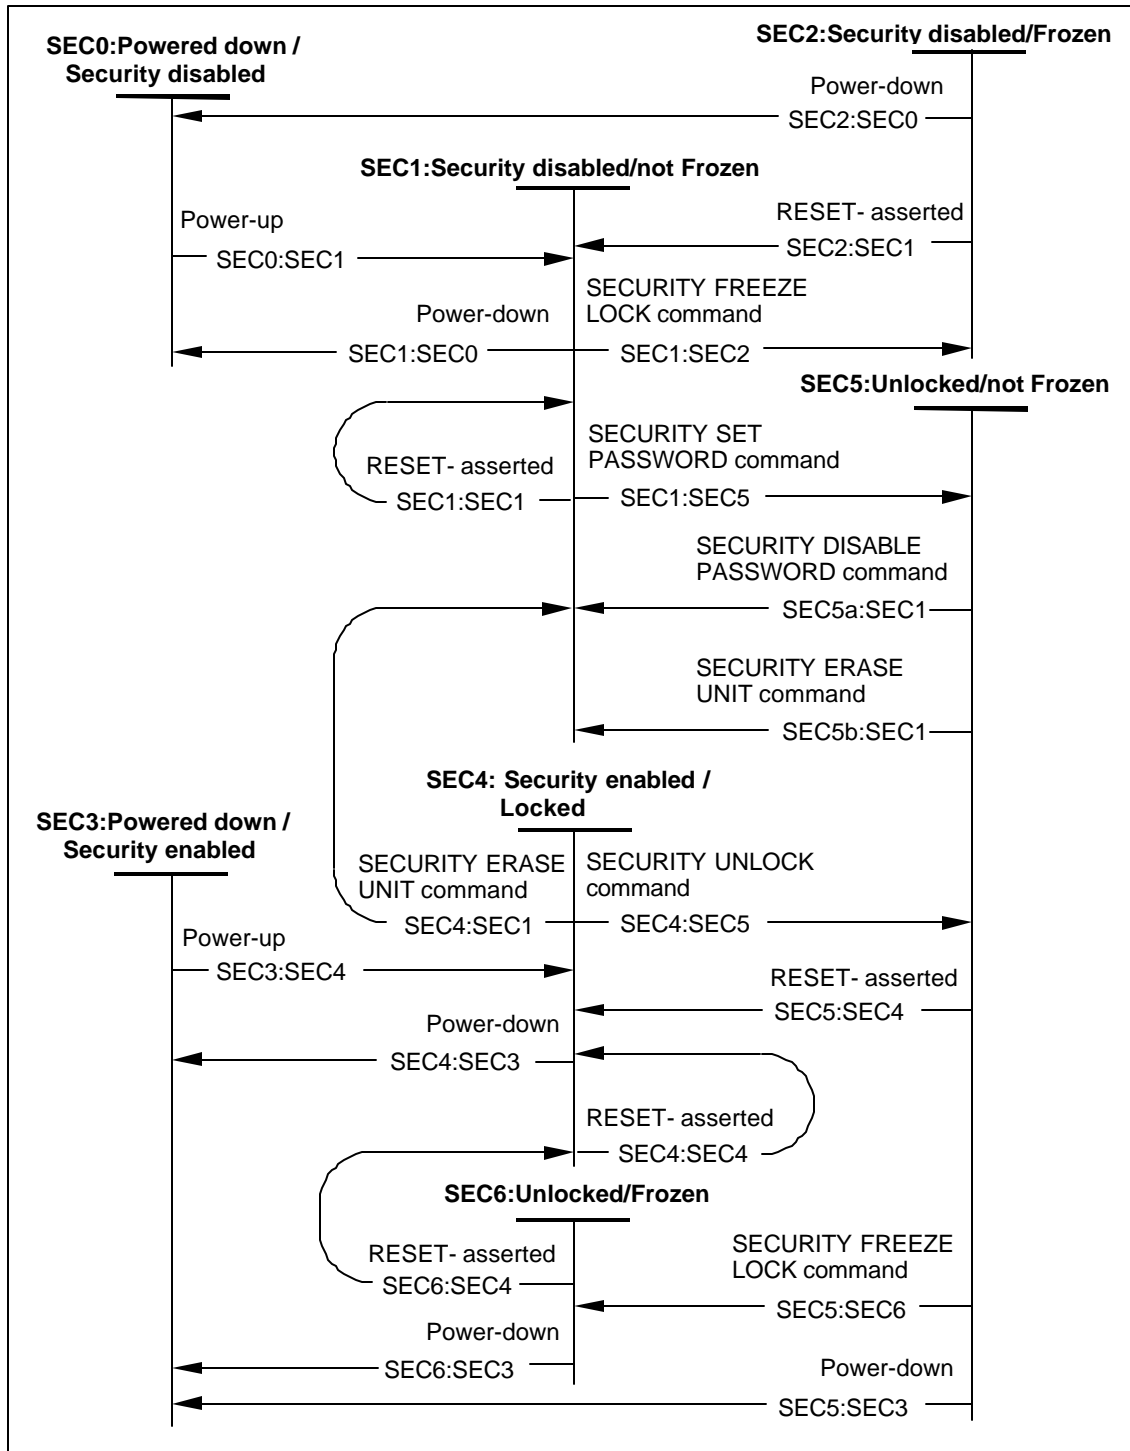 SEC0:Powered down /
Security disabled
SEC2:Security disabled/Frozen
Power-down
SEC2:SEC0
SEC1:Security disabled/not Frozen
Power-up
SEC0:SEC1
RESET- asserted
SEC2:SEC1
Power-down
SEC1:SEC0
SECURITY FREEZE
LOCK command
SEC1:SEC2
SEC5:Unlocked/not Frozen
RESET- asserted
SEC1:SEC1
SECURITY SET
PASSWORD command
SEC1:SEC5
SECURITY DISABLE
PASSWORD command
SEC5a:SEC1
SECURITY ERASE
UNIT command
SEC5b:SEC1
SEC4: Security enabled /
Locked
SEC3:Powered down /
Security enabled
SECURITY ERASE
UNIT command
SEC4:SEC1
SECURITY UNLOCK
command
SEC4:SEC5
Power-up
SEC3:SEC4
RESET- asserted
SEC5:SEC4
Power-down
SEC4:SEC3
RESET- asserted
SEC4:SEC4
SEC6:Unlocked/Frozen
RESET- asserted
SEC6:SEC4
SECURITY FREEZE
LOCK command
SEC5:SEC6
Power-down
SEC6:SEC3
Power-down
SEC5:SEC3